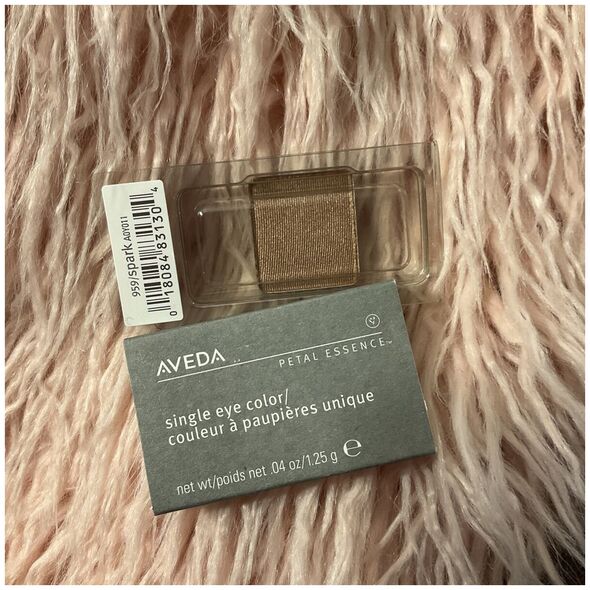 959/spark A0Y011
0 18084 83130 4
AVEDA
PETAL ESSENCE™
single eye color/
couleur à paupières unique
net wt/poids net .04 oz/1.25 g ℮